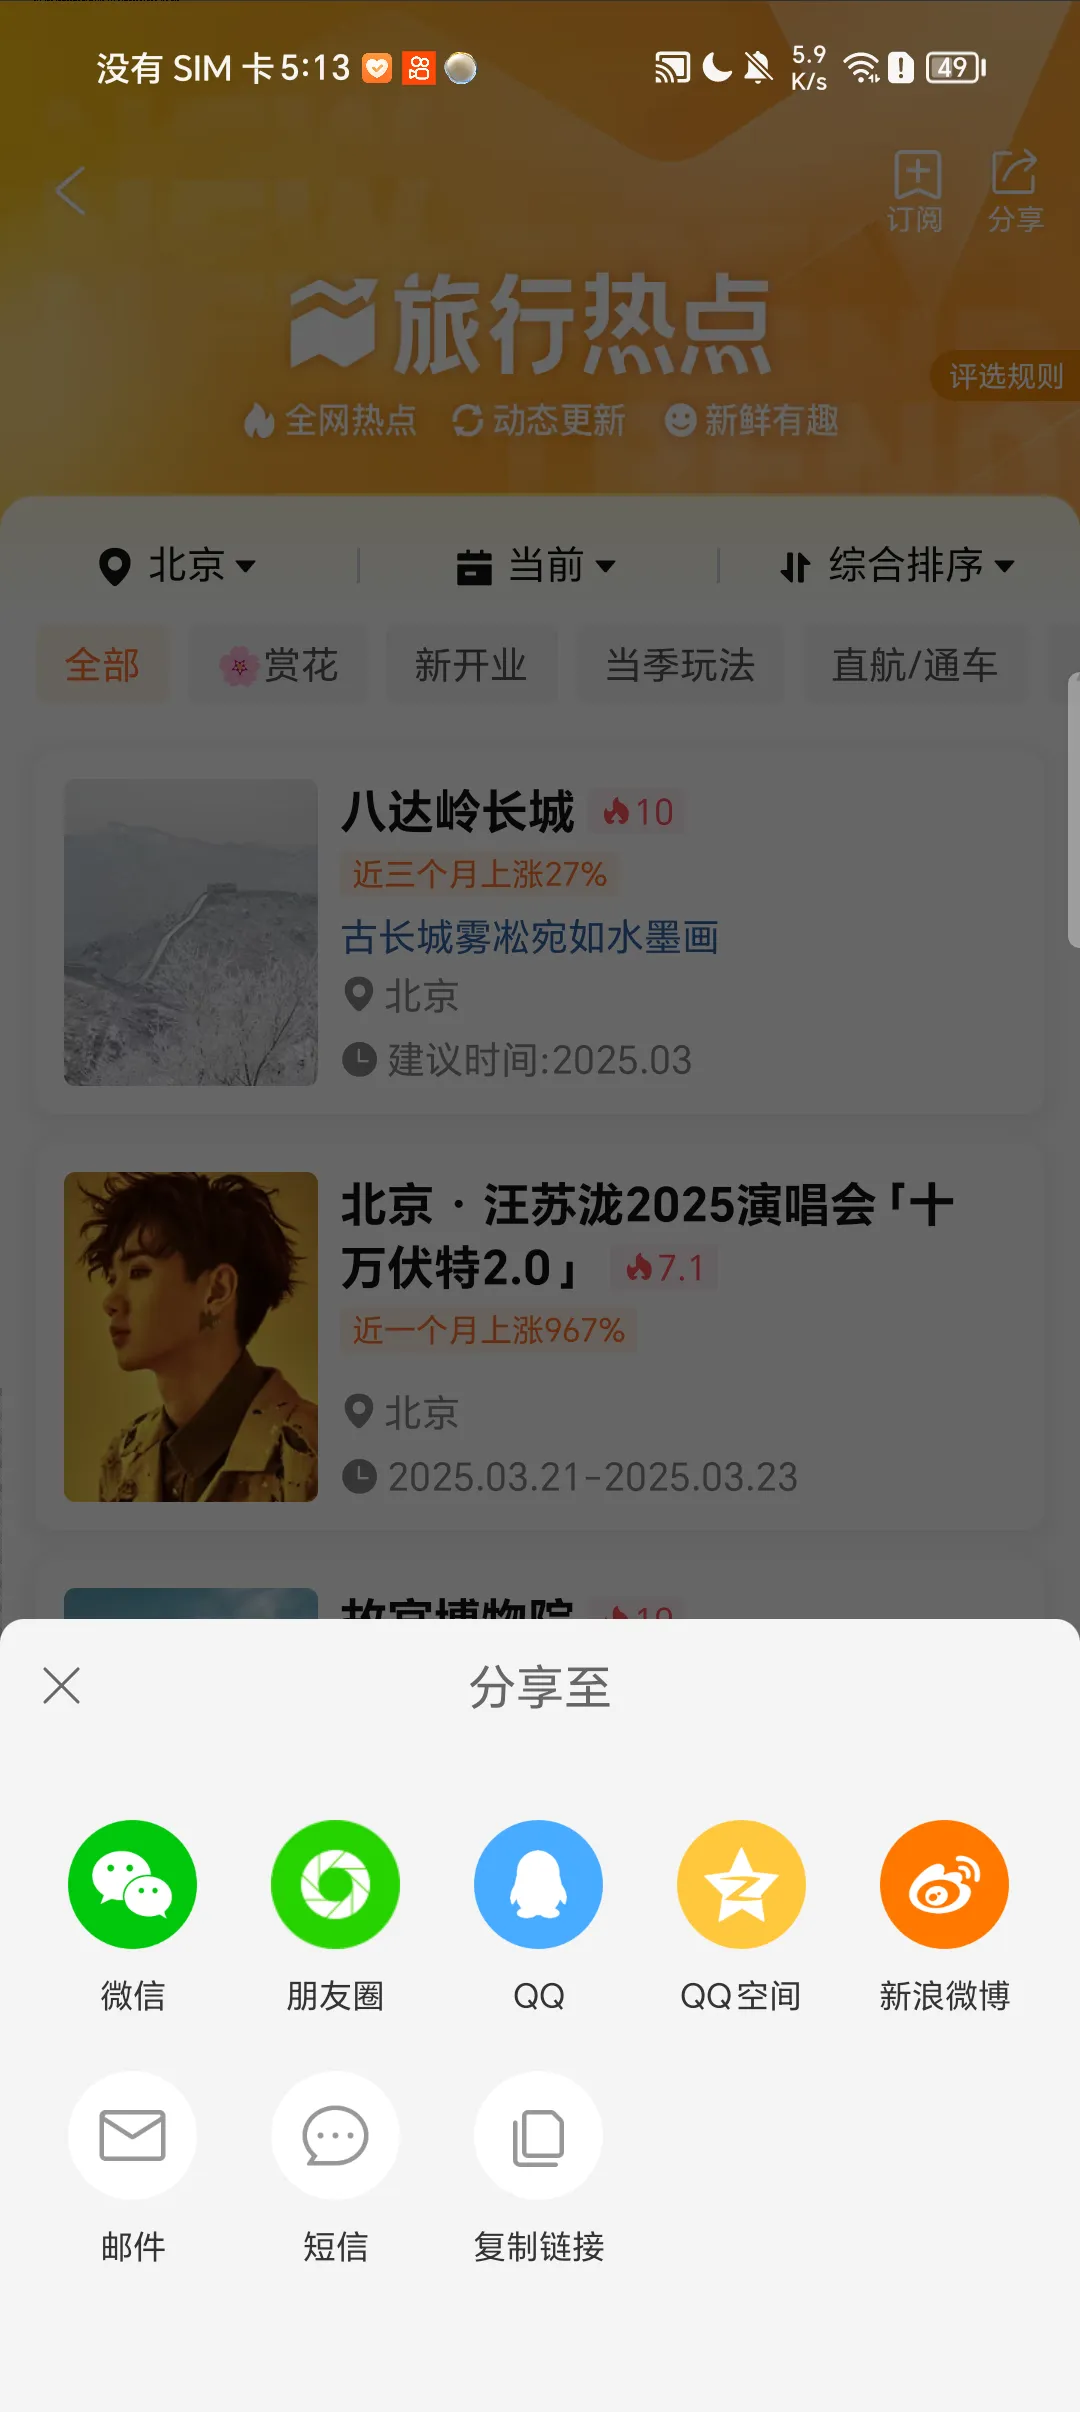 没有 SIM 卡 5:13
5.9 K/s
49
订阅
分享
旅行热点
评选规则
全网热点 动态更新 新鲜有趣
北京 当前 综合排序
全部 赏花 新开业 当季玩法 直航/通车
八达岭长城 10
近三个月上涨27%
古长城雾凇宛如水墨画
北京
建议时间:2025.03
北京·汪苏泷2025演唱会「十
万伏特2.0」 7.1
近一个月上涨967%
北京
2025.03.21-2025.03.23
故宫博物院 10
分享至
微信 朋友圈 QQ QQ空间 新浪微博
邮件 短信 复制链接